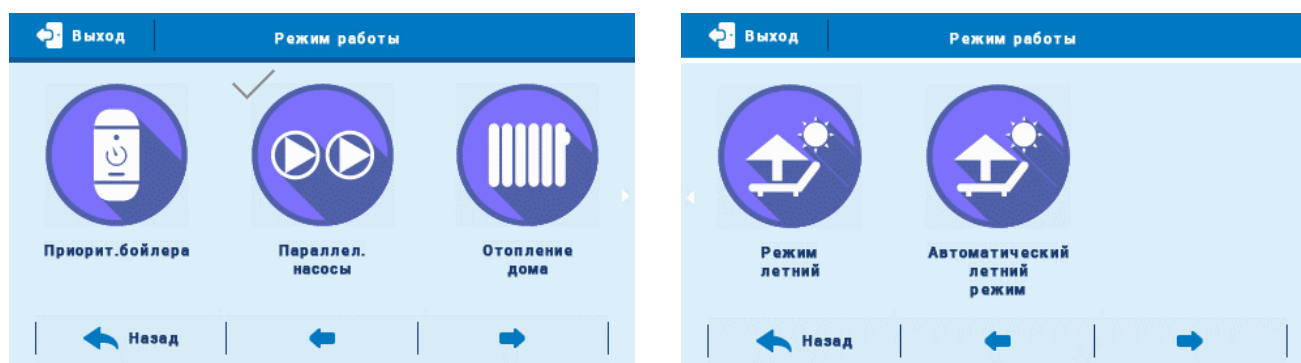 Выход
Режим работы
Приорит.бойлера
Параллел.
насосы
Отопление
дома
Назад
Выход
Режим работы
Режим
летний
Автоматический
летний
режим
Назад